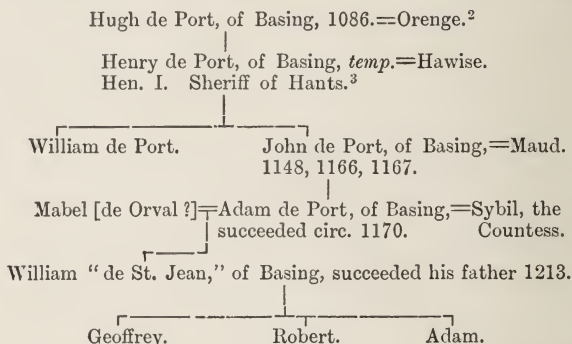 Hugh de Port, of Basing, 1086.=Orenge.²
Henry de Port, of Basing, temp.=Hawise.
Hen. I. Sheriff of Hants.³
William de Port. John de Port, of Basing,=Maud.
1148, 1166, 1167.
Mabel [de Orval ?]=Adam de Port, of Basing,=Sybil, the
succeeded circ. 1170. Countess.
William “de St. Jean,” of Basing, succeeded his father 1213.
Geoffrey. Robert. Adam.